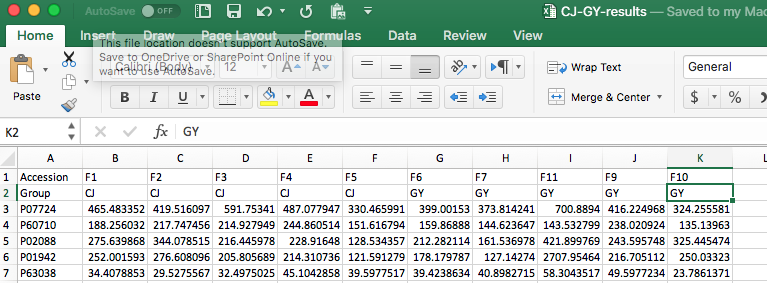 AutoSave OFF CJ-GY-results — Saved to my Mac
Home Insert Draw Page Layout Formulas Data Review View
This file location doesn't support AutoSave.
Save to OneDrive or SharePoint Online if you
want to use AutoSave.
Calibri (Body) 12 A A Wrap Text General
Paste B I U A Merge & Center $ %
K2 fx GY
A B C D E F G H I J K
1 Accession F1 F2 F3 F4 F5 F6 F7 F11 F9 F10
2 Group CJ CJ CJ CJ CJ GY GY GY GY GY
3 P07724 465.483352 419.516097 591.75341 487.077947 330.465991 399.00153 373.814241 700.8894 416.224968 324.255581
4 P60710 188.256032 217.747456 214.927949 244.860514 151.616794 159.86888 144.623647 143.532799 238.020924 135.13963
5 P02088 275.639868 344.078515 216.445978 228.91648 128.534357 212.282114 161.536978 421.899769 243.595748 325.445474
6 P01942 252.001593 276.608096 205.805689 214.310736 121.591279 178.179787 127.14274 2707.95464 216.705112 250.03323
7 P63038 34.4078853 29.5275567 32.4975025 45.1042858 39.5977517 39.4238634 40.8982715 58.3043517 49.5977234 23.7861371